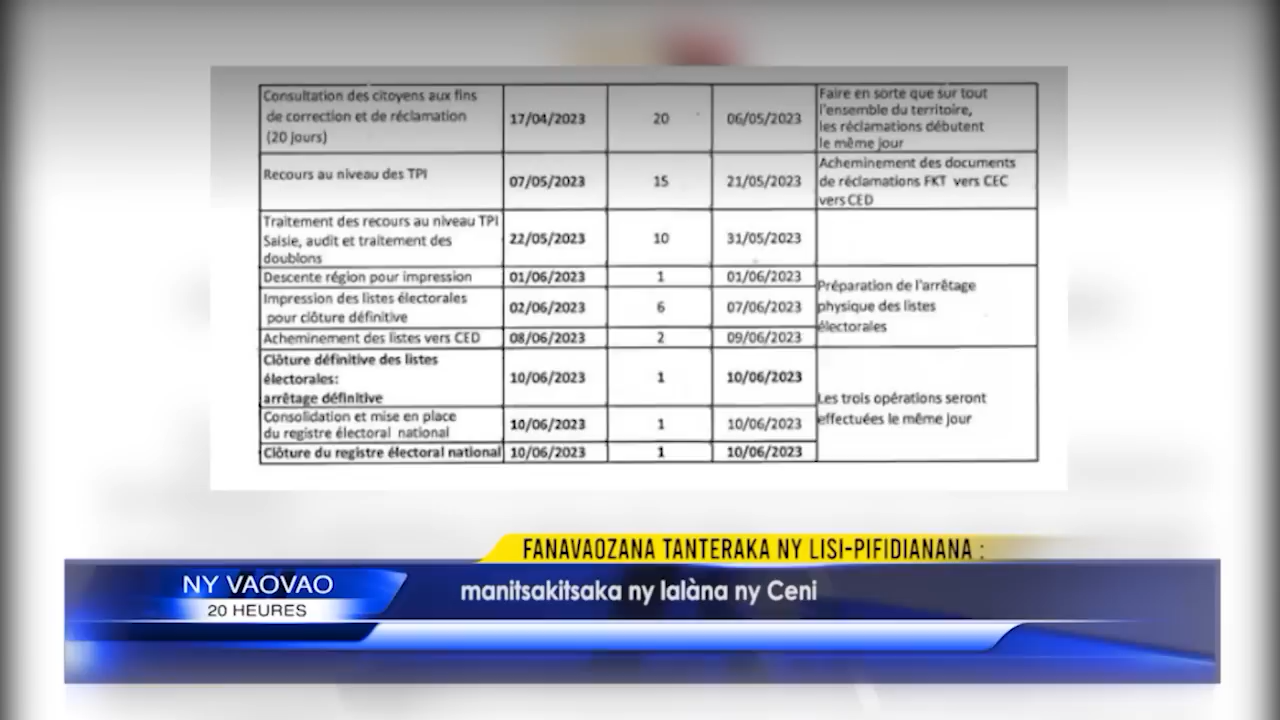 Consultation des citoyens aux fins
de correction et de réclamation
(20 jours)
17/04/2023
20
06/05/2023
Faire en sorte que sur tout
l'ensemble du territoire,
les réclamations débutent
le même jour
Recours au niveau des TPI
07/05/2023
15
21/05/2023
Acheminement des documents
de réclamations FKT vers CEC
vers CED
Traitement des recours au niveau TPI
Saisie, audit et traitement des
doublons
22/05/2023
10
31/05/2023
Descente région pour impression
01/06/2023
1
01/06/2023
Préparation de l'arrêtage
physique des listes
électorales
Impression des listes électorales
pour clôture définitive
02/06/2023
6
07/06/2023
Acheminement des listes vers CED
08/06/2023
2
09/06/2023
Clôture définitive des listes
électorales:
arrêtage définitive
10/06/2023
1
10/06/2023
Les trois opérations seront
effectuées le même jour
Consolidation et mise en place
du registre électoral national
10/06/2023
1
10/06/2023
Clôture du registre électoral national
10/06/2023
1
10/06/2023
FANAVAOZANA TANTERAKA NY LISI-PIFIDIANANA :
NY VAOVAO
20 HEURES
manitsakitsaka ny lalàna ny Ceni